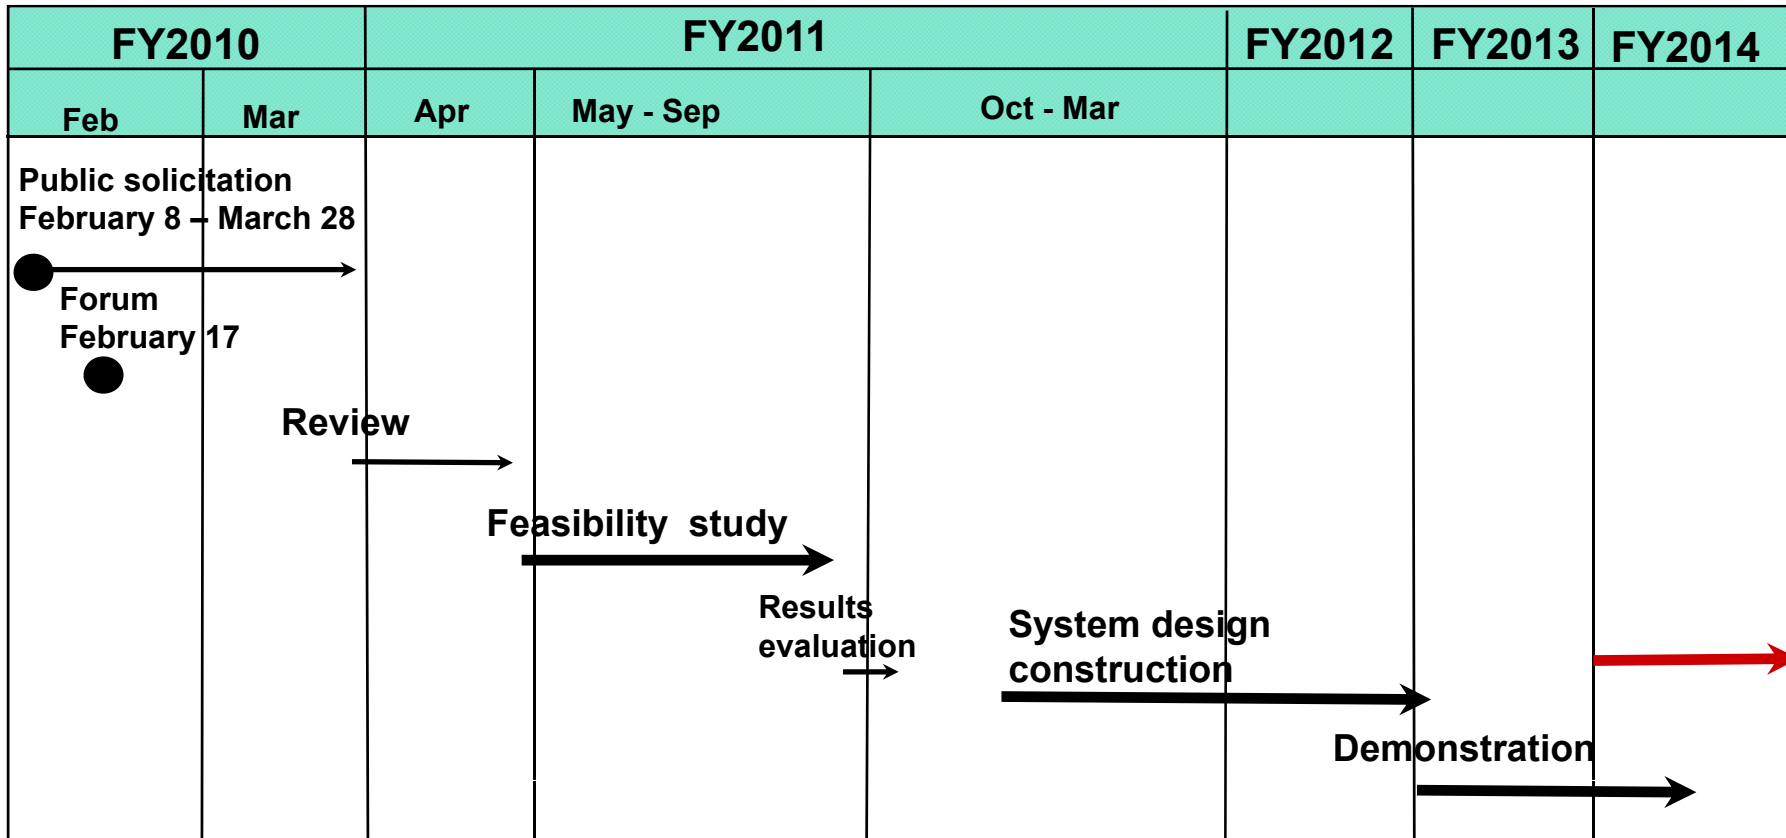 FY2010
FY2011
FY2012
FY2013
FY2014
Feb
Mar
Apr
May - Sep
Oct - Mar
Public solicitation
February 8 – March 28
Forum
February 17
Review
Feasibility study
Results
evaluation
System design
construction
Demonstration